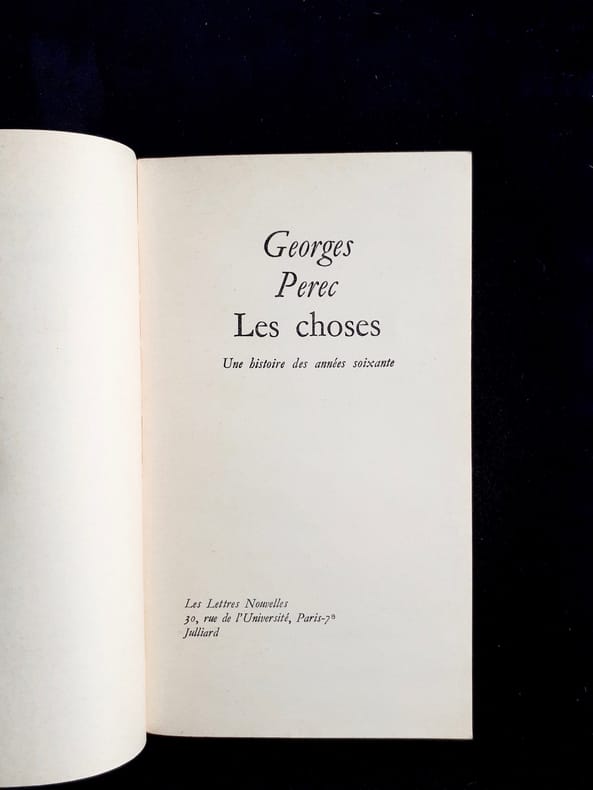 Georges
Perec
Les choses
Une histoire des années soixante
Les Lettres Nouvelles
30, rue de l'Université, Paris-7e
Julliard